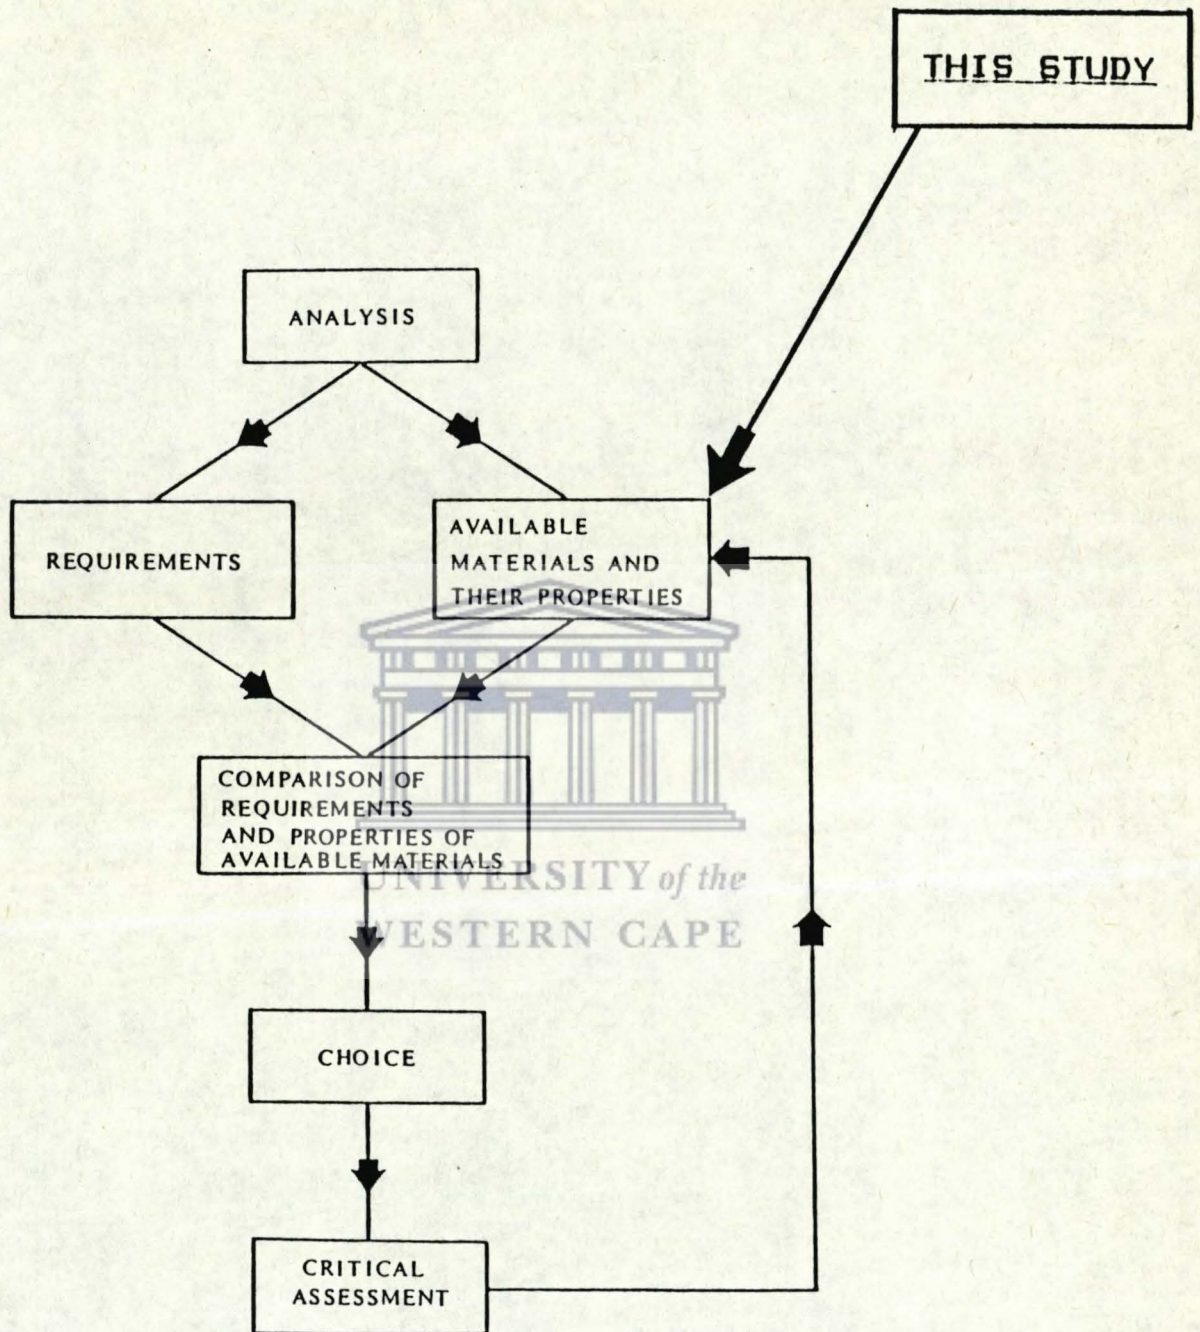 THIS STUDY
ANALYSIS
REQUIREMENTS
AVAILABLE
MATERIALS AND
THEIR PROPERTIES
COMPARISON OF
REQUIREMENTS
AND PROPERTIES OF
AVAILABLE MATERIALS
UNIVERSITY of the
WESTERN CAPE
CHOICE
CRITICAL
ASSESSMENT